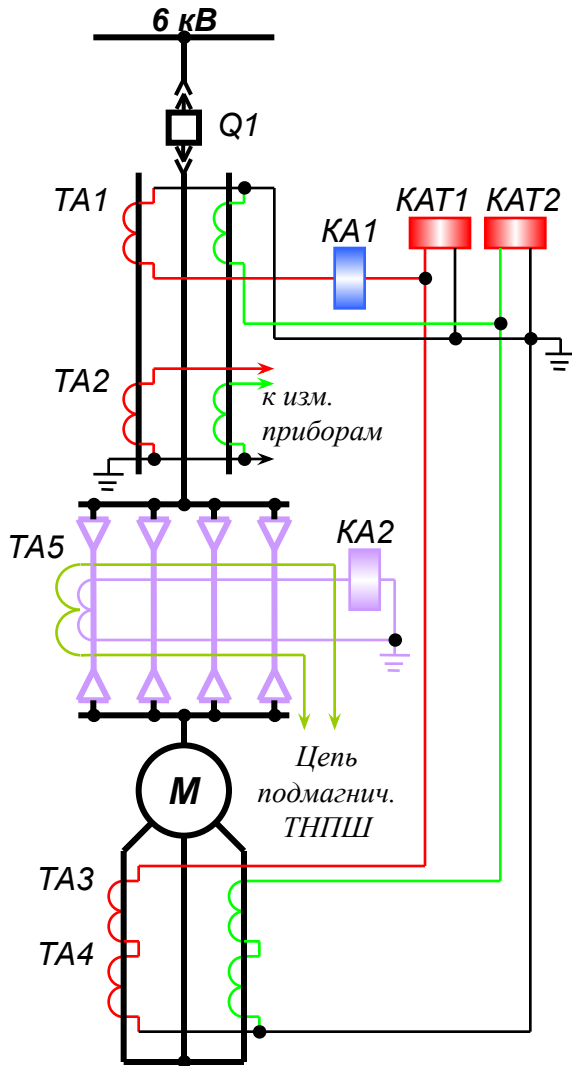 6 кВ
Q1
TA1
KA1
KAT1
KAT2
TA2
к изм.
приборам
TA5
KA2
Цепь
подмагнич.
ТНПШ
M
TA3
TA4